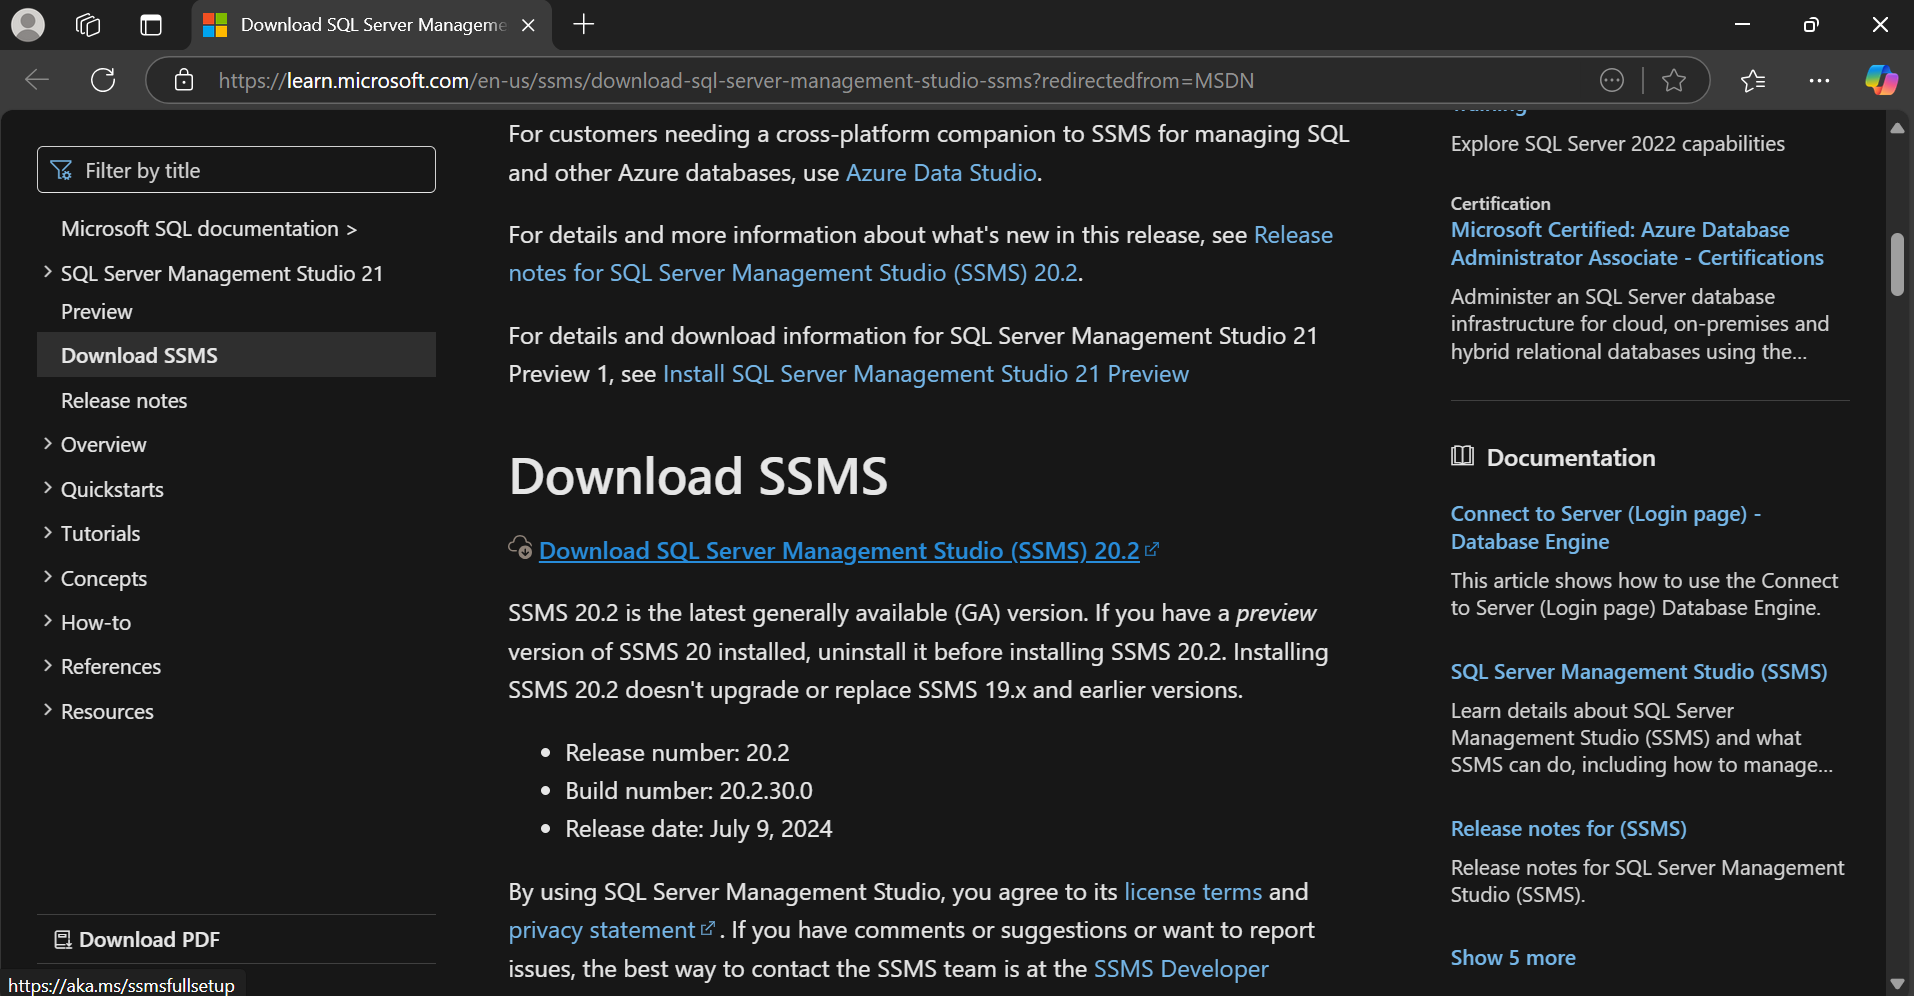 Download SQL Server Manageme
https://learn.microsoft.com/en-us/ssms/download-sql-server-management-studio-ssms?redirectedfrom=MSDN
Filter by title
Microsoft SQL documentation >
SQL Server Management Studio 21
Preview
Download SSMS
Release notes
Overview
Quickstarts
Tutorials
Concepts
How-to
References
Resources
Download PDF
https://aka.ms/ssmsfullsetup
For customers needing a cross-platform companion to SSMS for managing SQL
and other Azure databases, use Azure Data Studio.
For details and more information about what's new in this release, see Release
notes for SQL Server Management Studio (SSMS) 20.2.
For details and download information for SQL Server Management Studio 21
Preview 1, see Install SQL Server Management Studio 21 Preview
Download SSMS
Download SQL Server Management Studio (SSMS) 20.2
SSMS 20.2 is the latest generally available (GA) version. If you have a preview
version of SSMS 20 installed, uninstall it before installing SSMS 20.2. Installing
SSMS 20.2 doesn't upgrade or replace SSMS 19.x and earlier versions.
• Release number: 20.2
• Build number: 20.2.30.0
• Release date: July 9, 2024
By using SQL Server Management Studio, you agree to its license terms and
privacy statement. If you have comments or suggestions or want to report
issues, the best way to contact the SSMS team is at the SSMS Developer
Training
Explore SQL Server 2022 capabilities
Certification
Microsoft Certified: Azure Database
Administrator Associate - Certifications
Administer an SQL Server database
infrastructure for cloud, on-premises and
hybrid relational databases using the...
Documentation
Connect to Server (Login page) -
Database Engine
This article shows how to use the Connect
to Server (Login page) Database Engine.
SQL Server Management Studio (SSMS)
Learn details about SQL Server
Management Studio (SSMS) and what
SSMS can do, including how to manage...
Release notes for (SSMS)
Release notes for SQL Server Management
Studio (SSMS).
Show 5 more